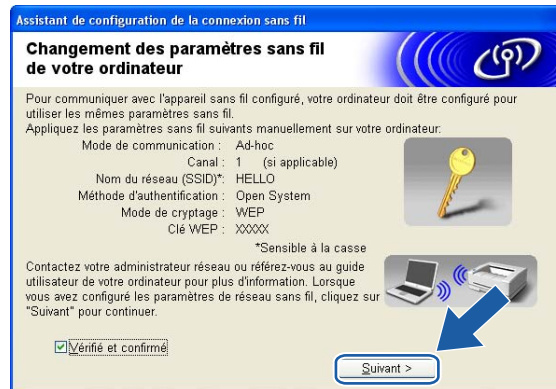 Assistant de configuration de la connexion sans fil
Changement des paramètres sans fil
de votre ordinateur
Pour communiquer avec l'appareil sans fil configuré, votre ordinateur doit être configuré pour
utiliser les mêmes paramètres sans fil.
Appliquez les paramètres sans fil suivants manuellement sur votre ordinateur:
Mode de communication : Ad-hoc
Canal : 1 (si applicable)
Nom du réseau (SSID)*: HELLO
Méthode d'authentification : Open System
Mode de cryptage : WEP
Clé WEP : XXXXX
*Sensible à la casse
Contactez votre administrateur réseau ou référez-vous au guide
utilisateur de votre ordinateur pour plus d'information. Lorsque
vous avez configuré les paramètres de réseau sans fil, cliquez sur
"Suivant" pour continuer.
Vérifié et confirmé
Suivant >